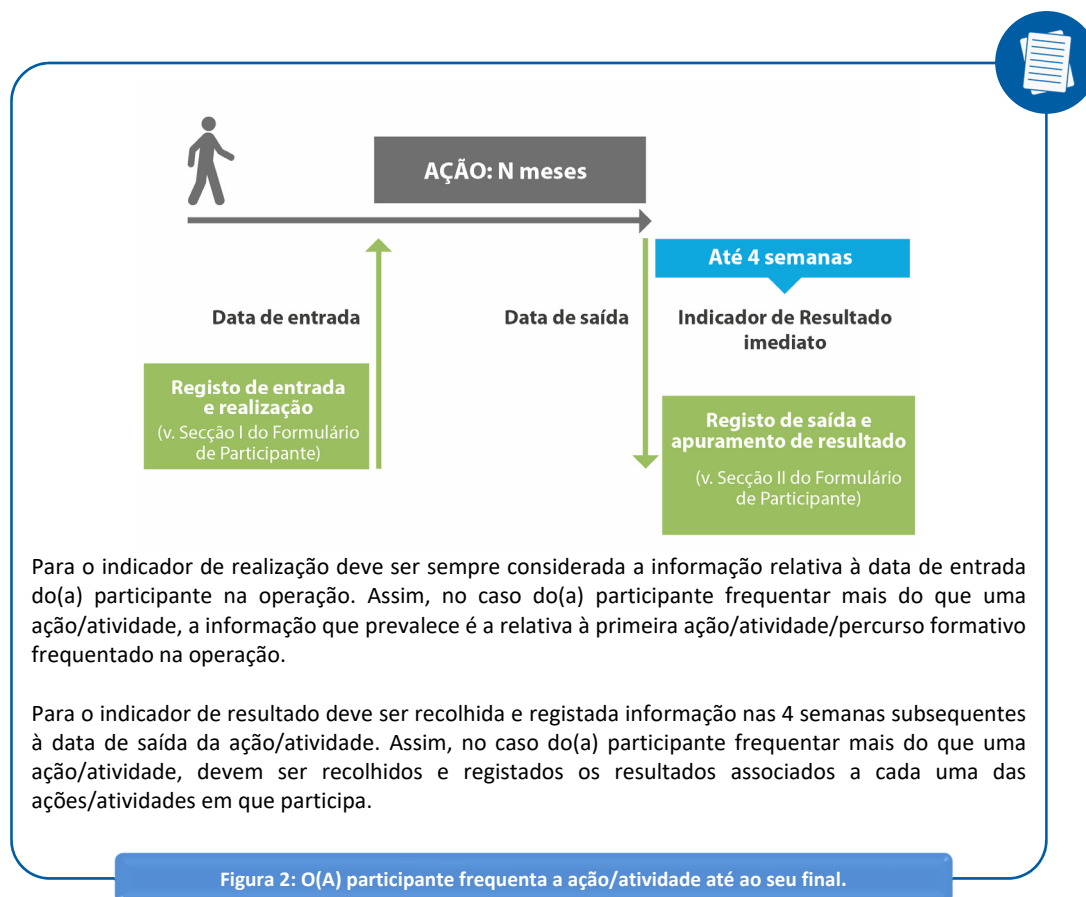 AÇÃO: N meses
Até 4 semanas
Data de entrada
Data de saída
Indicador de Resultado
imediato
Registo de entrada
e realização
(v. Secção I do Formulário
de Participante)
Registo de saída e
apuramento de resultado
(v. Secção II do Formulário
de Participante)
Para o indicador de realização deve ser sempre considerada a informação relativa à data de entrada
do(a) participante na operação. Assim, no caso do(a) participante frequentar mais do que uma
ação/atividade, a informação que prevalece é a relativa à primeira ação/atividade/percurso formativo
frequentado na operação.
Para o indicador de resultado deve ser recolhida e registada informação nas 4 semanas subsequentes
à data de saída da ação/atividade. Assim, no caso do(a) participante frequentar mais do que uma
ação/atividade, devem ser recolhidos e registados os resultados associados a cada uma das
ações/atividades em que participa.
Figura 2: O(A) participante frequenta a ação/atividade até ao seu final.